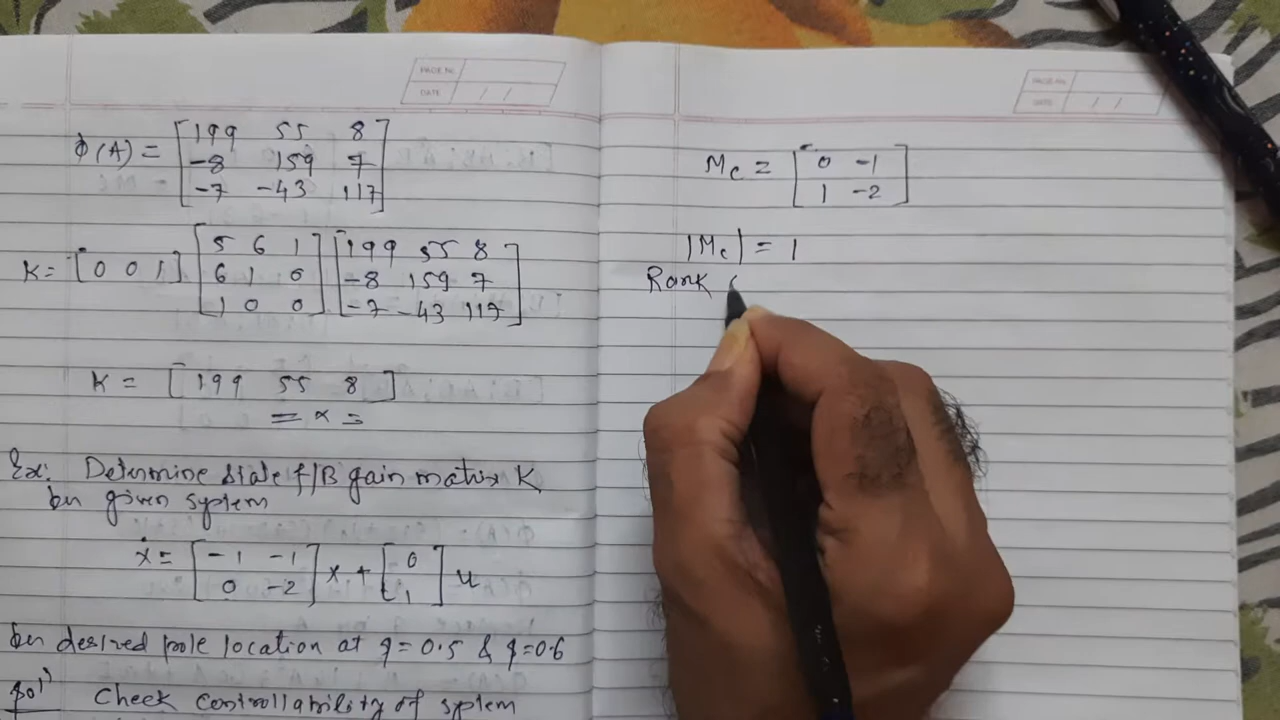 PAGE No.
DATE / /
ϕ(A) = [199 55 8
-8 159 7
-7 -43 117]
K = [0 0 1] [5 6 1 [199 55 8
6 1 0 -8 159 7
1 0 0] -7 -43 117]
K = [199 55 8]
= x =
Ex: Determine state f/B gain matrix K
for given system
ẋ = [-1 -1 x + [0 u
0 -2] 1]
for desired pole location at q=0.5 & q=0.6
Sol^n Check controllability of system
PAGE No.
DATE / /
Mc = [0 -1
1 -2]
|Mc| = 1
Rank (